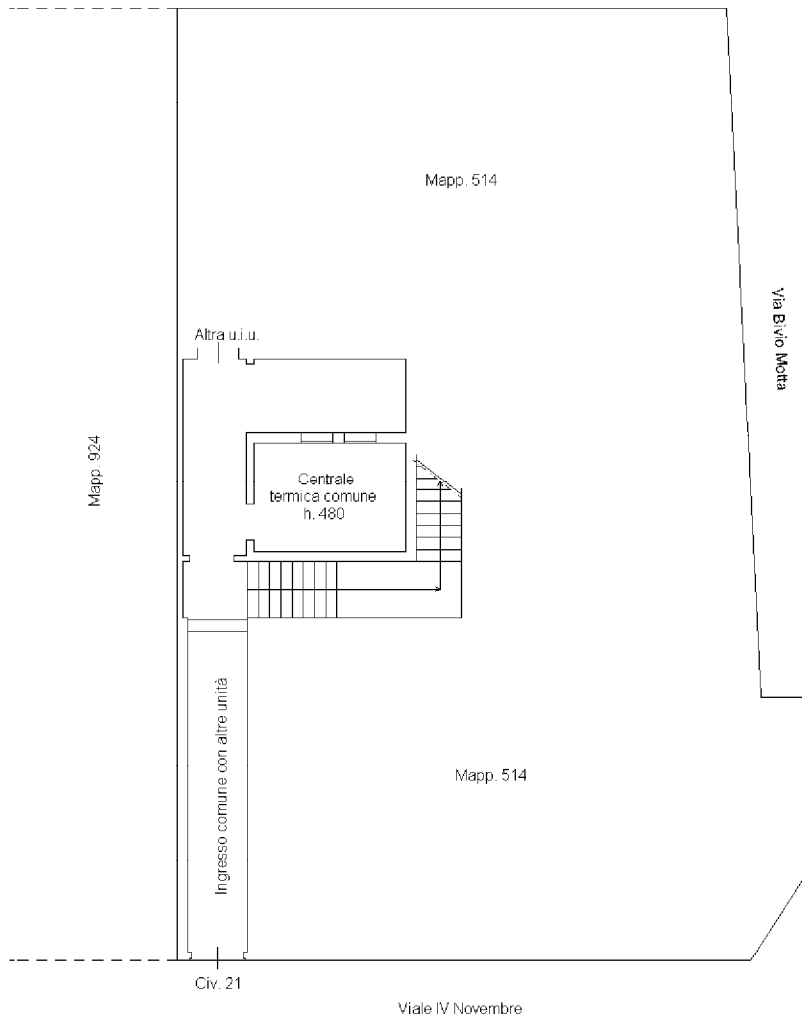 Mapp. 514
Via Bivio Motta
Altra u.i.u.
Mapp. 924
Centrale
termica comune
h. 480
Ingresso comune con altre unità
Mapp. 514
Civ. 21
Viale IV Novembre